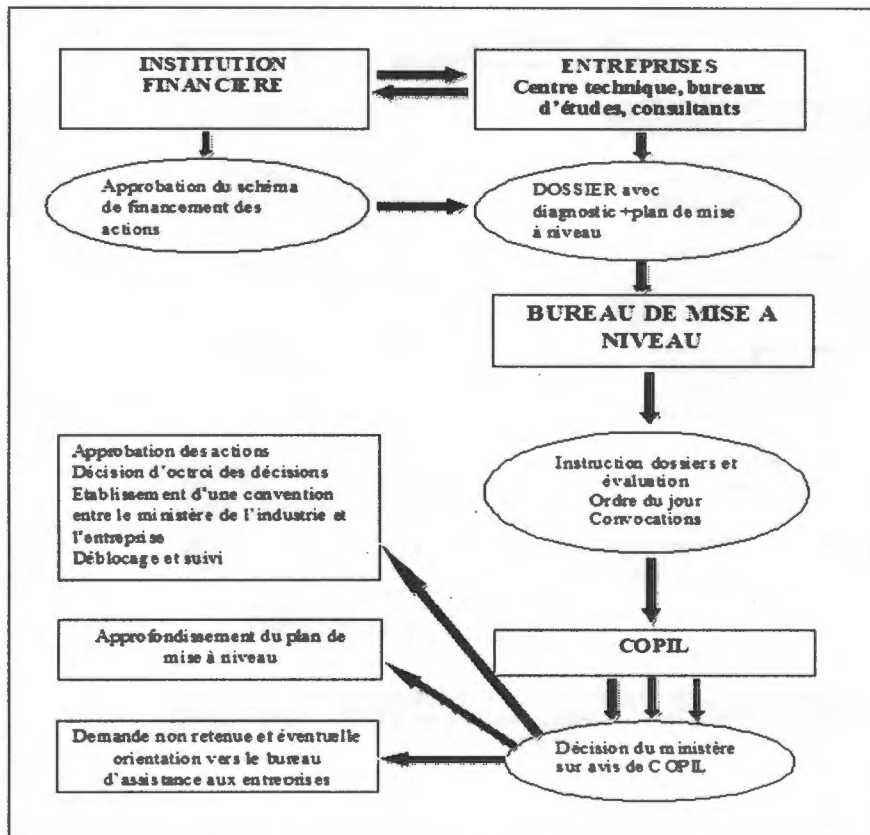 INSTITUTION
FINANCIERE
ENTREPRISES
Centre technique, bureaux
d'études, consultants
Approbation du schéma
de financement des
actions
DOSSIER avec
diagnostic +plan de mise
à niveau
BUREAU DE MISE A
NIVEAU
Instruction dossiers et
évaluation
Ordre du jour
Convocations
Approbation des actions
Décision d'octroi des décisions
Etablissement d'une convention
entre le ministère de l'industrie et
l'entreprise
Déblocage et suivi
COPIL
Approfondissement du plan de
mise à niveau
Demande non retenue et éventuelle
orientation vers le bureau
d'assistance aux entreprises
Décision du ministère
sur avis de COPIL